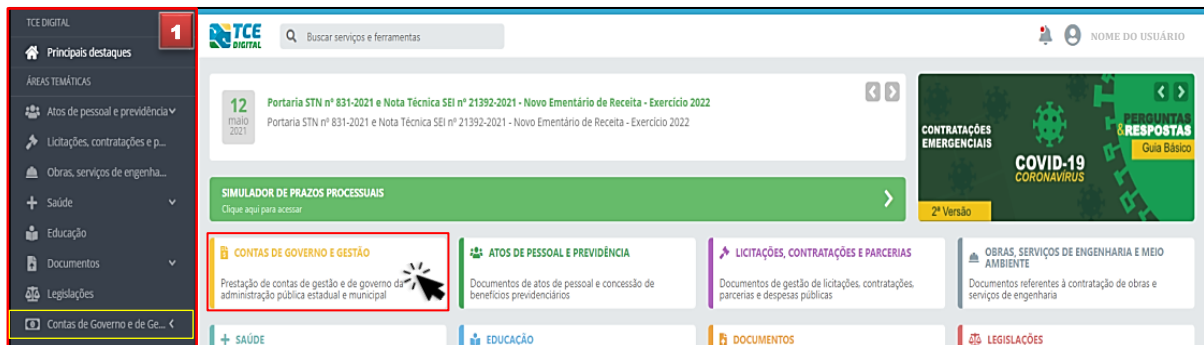 TCE DIGITAL
1
Principais destaques
ÁREAS TEMÁTICAS
Atos de pessoal e previdência
Licitações, contratações e p...
Obras, serviços de engenha...
Saúde
Educação
Documentos
Legislações
Contas de Governo e de Ge...
TCE
DIGITAL
Buscar serviços e ferramentas
NOME DO USUÁRIO
12
maio
2021
Portaria STN nº 831-2021 e Nota Técnica SEI nº 21392-2021 - Novo Ementário de Receita - Exercício 2022
Portaria STN nº 831-2021 e Nota Técnica SEI nº 21392-2021 - Novo Ementário de Receita - Exercício 2022
CONTRATAÇÕES
EMERGENCIAIS
COVID-19
CORONAVÍRUS
PERGUNTAS
&RESPOSTAS
Guia Básico
2ª Versão
SIMULADOR DE PRAZOS PROCESSUAIS
Clique aqui para acessar
CONTAS DE GOVERNO E GESTÃO
Prestação de contas de gestão e de governo da
administração pública estadual e municipal
ATOS DE PESSOAL E PREVIDÊNCIA
Documentos de atos de pessoal e concessão de
benefícios previdenciários
LICITAÇÕES, CONTRATAÇÕES E PARCERIAS
Documentos de gestão de licitações, contratações,
parcerias e despesas públicas
OBRAS, SERVIÇOS DE ENGENHARIA E MEIO
AMBIENTE
Documentos referentes à contratação de obras e
serviços de engenharia
SAÚDE
EDUCAÇÃO
DOCUMENTOS
LEGISLAÇÕES